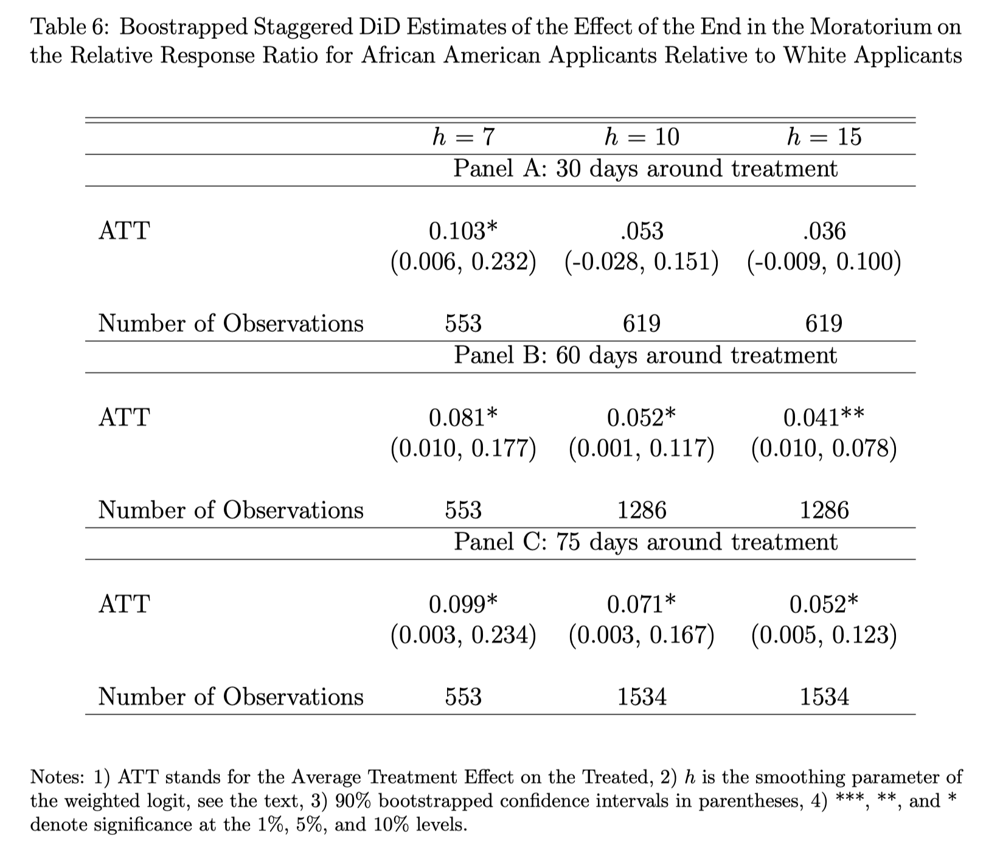 Table 6: Boostrapped Staggered DiD Estimates of the Effect of the End in the Moratorium on
the Relative Response Ratio for African American Applicants Relative to White Applicants
h = 7 h = 10 h = 15
Panel A: 30 days around treatment
ATT 0.103* .053 .036
(0.006, 0.232) (-0.028, 0.151) (-0.009, 0.100)
Number of Observations 553 619 619
Panel B: 60 days around treatment
ATT 0.081* 0.052* 0.041**
(0.010, 0.177) (0.001, 0.117) (0.010, 0.078)
Number of Observations 553 1286 1286
Panel C: 75 days around treatment
ATT 0.099* 0.071* 0.052*
(0.003, 0.234) (0.003, 0.167) (0.005, 0.123)
Number of Observations 553 1534 1534
Notes: 1) ATT stands for the Average Treatment Effect on the Treated, 2) h is the smoothing parameter of
the weighted logit, see the text, 3) 90% bootstrapped confidence intervals in parentheses, 4) ***, **, and *
denote significance at the 1%, 5%, and 10% levels.